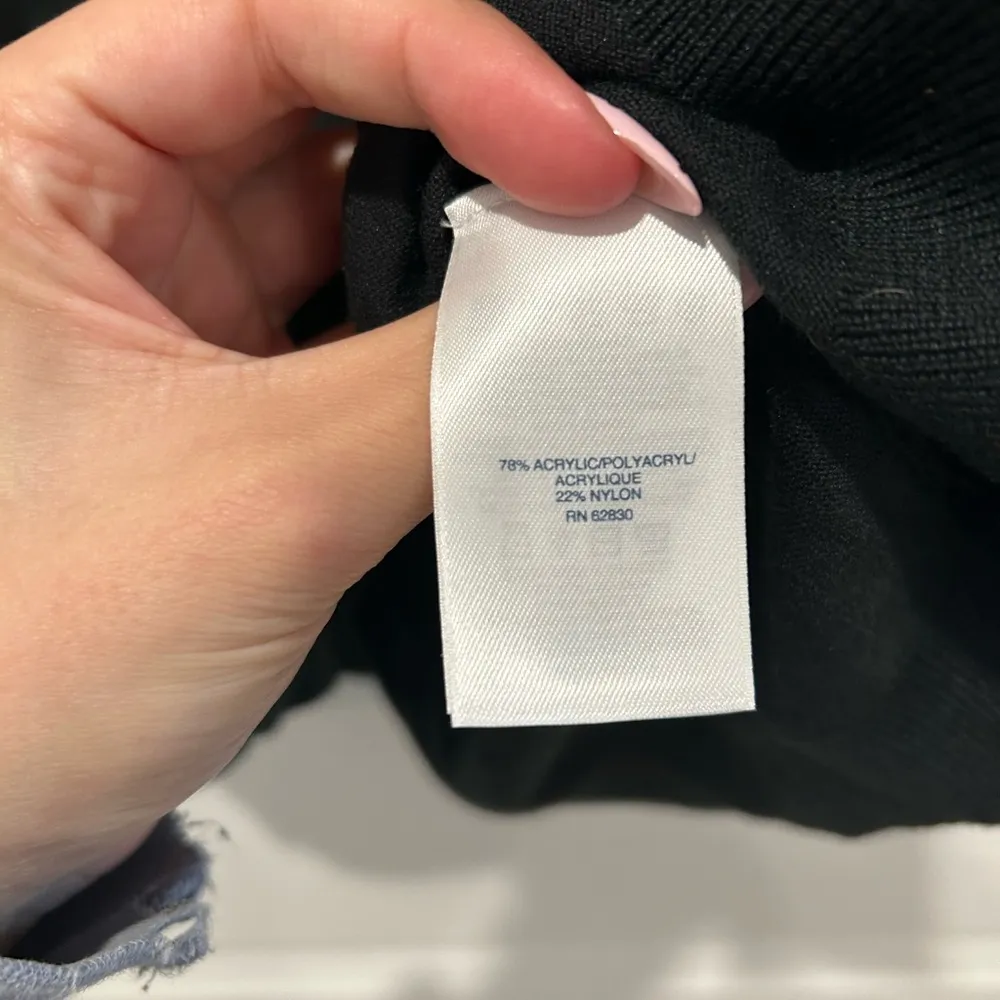 78% ACRYLIC/POLYACRYL/
ACRYLIQUE
22% NYLON
RN 62830